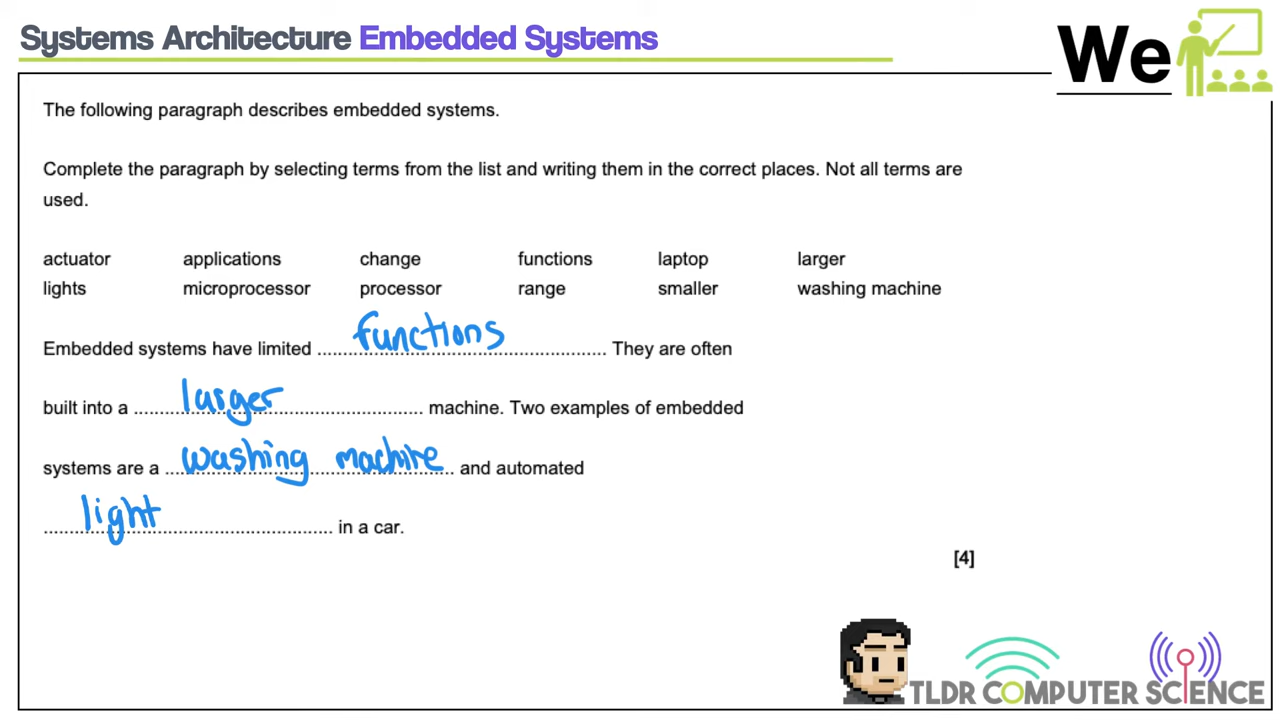 Systems Architecture Embedded Systems
We
The following paragraph describes embedded systems.
Complete the paragraph by selecting terms from the list and writing them in the correct places. Not all terms are
used.
actuator applications change functions laptop larger
lights microprocessor processor range smaller washing machine
Embedded systems have limited functions They are often
built into a larger machine. Two examples of embedded
systems are a washing machine and automated
light in a car.
[4]
TLDR COMPUTER SCIENCE